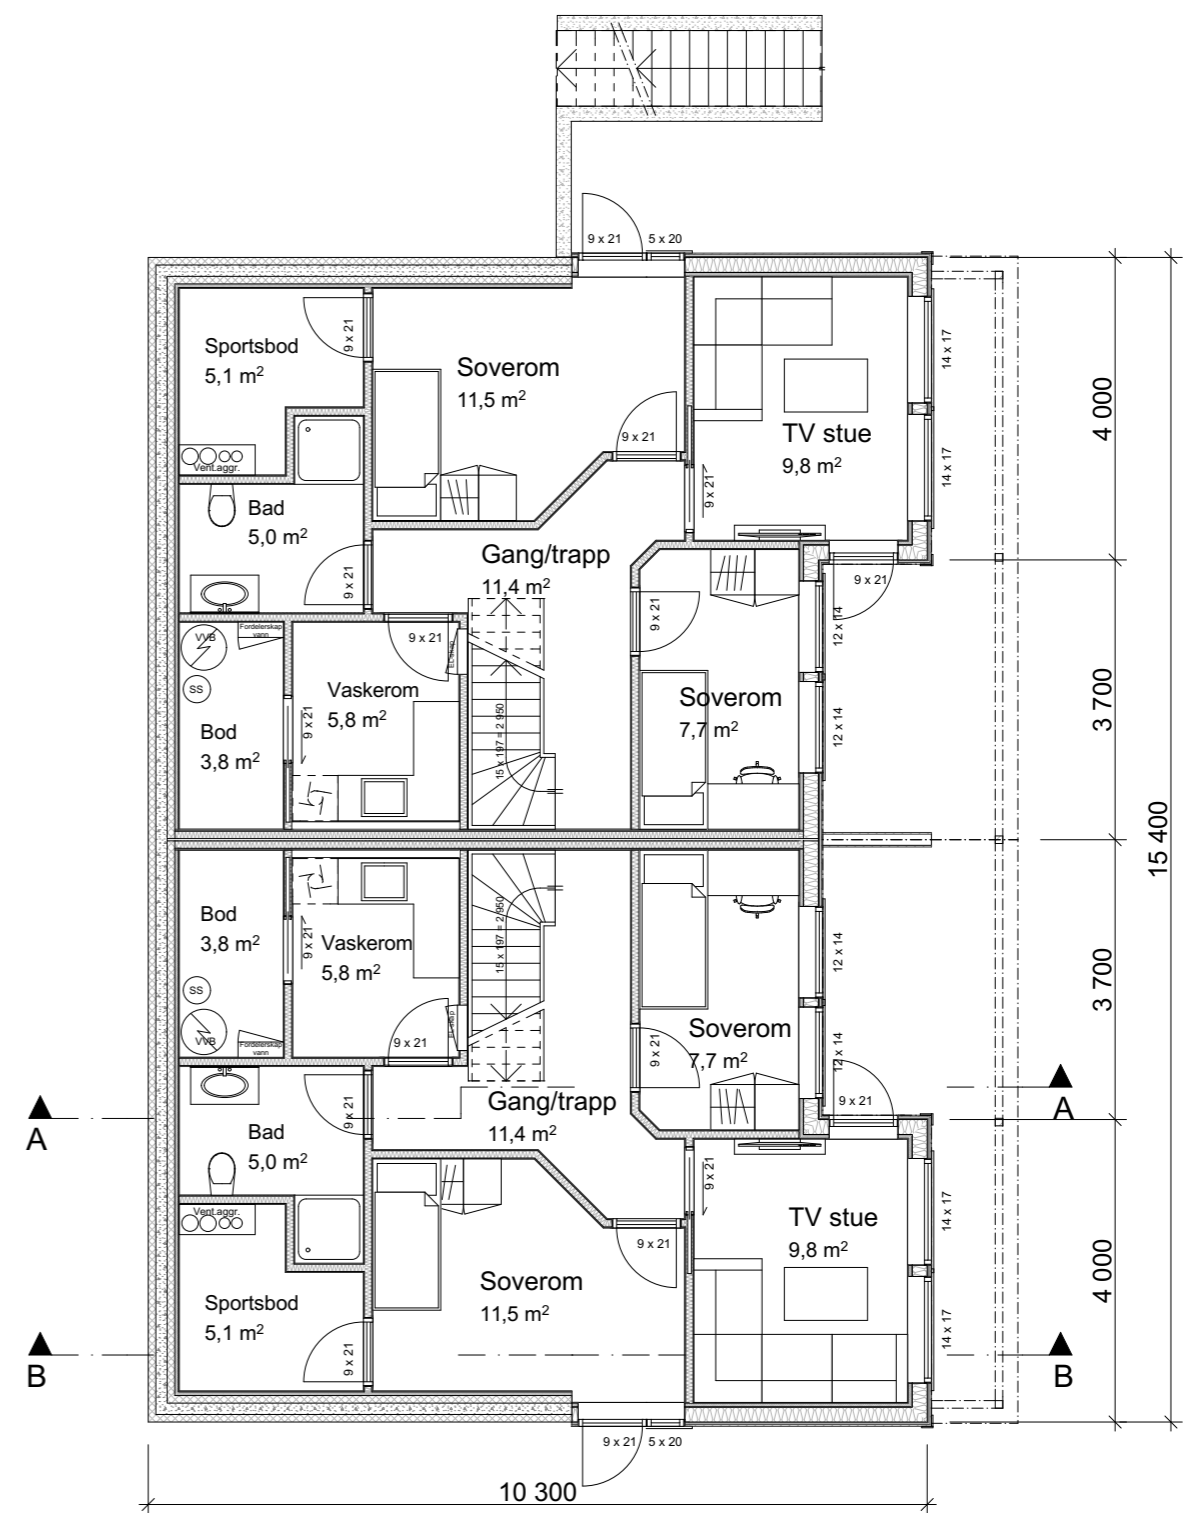 9 x 21
5 x 20
Sportsbod
5,1 m²
9 x 21
Soverom
11,5 m²
9 x 21
TV stue
9,8 m²
14 x 17
14 x 17
4 000
Vent.aggr.
Bad
5,0 m²
9 x 21
9 x 21
Gang/trapp
11,4 m²
9 x 21
9 x 21
12 x 14
VVB
Fordelerskap
vann
SS
9 x 21
EL-skap
Vaskerom
5,8 m²
Bod
3,8 m²
9 x 21
15 x 197 = 2 950
Soverom
7,7 m²
12 x 14
3 700
15 400
Bod
3,8 m²
9 x 21
Vaskerom
5,8 m²
15 x 197 = 2 950
12 x 14
3 700
SS
VVB
Fordelerskap
vann
9 x 21
EL-skap
Soverom
7,7 m²
9 x 21
12 x 14
9 x 21
A
A
Gang/trapp
11,4 m²
9 x 21
Bad
5,0 m²
Vent.aggr.
9 x 21
9 x 21
TV stue
9,8 m²
14 x 17
14 x 17
4 000
Soverom
11,5 m²
Sportsbod
5,1 m²
9 x 21
B
B
9 x 21
5 x 20
10 300